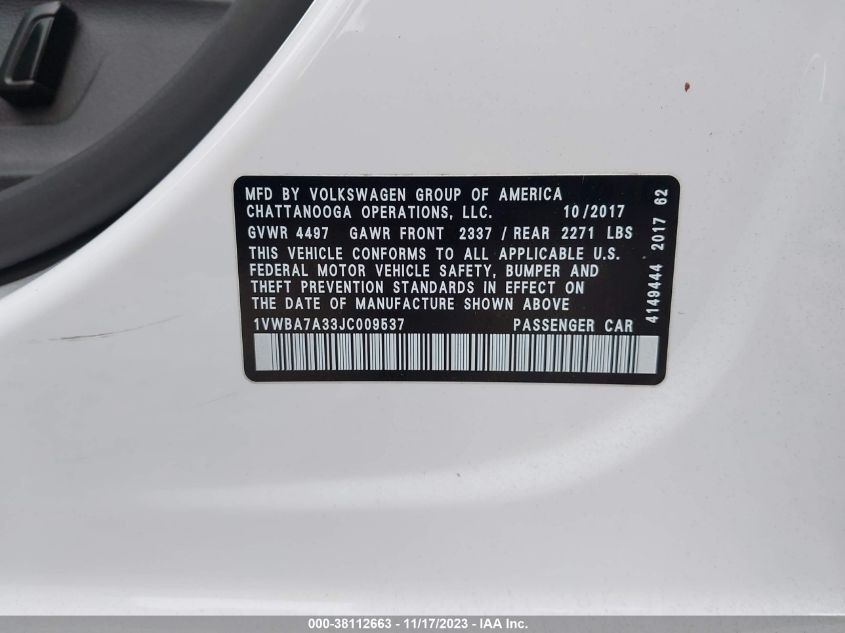 MFD BY VOLKSWAGEN GROUP OF AMERICA
CHATTANOOGA OPERATIONS, LLC. 10/2017
GVWR 4497 GAWR FRONT 2337 / REAR 2271 LBS
THIS VEHICLE CONFORMS TO ALL APPLICABLE U.S.
FEDERAL MOTOR VEHICLE SAFETY, BUMPER AND
THEFT PREVENTION STANDARDS IN EFFECT ON
THE DATE OF MANUFACTURE SHOWN ABOVE
1VWBA7A33JC009537 PASSENGER CAR
4149444 2017 62
000-38112663 - 11/17/2023 - IAA Inc.